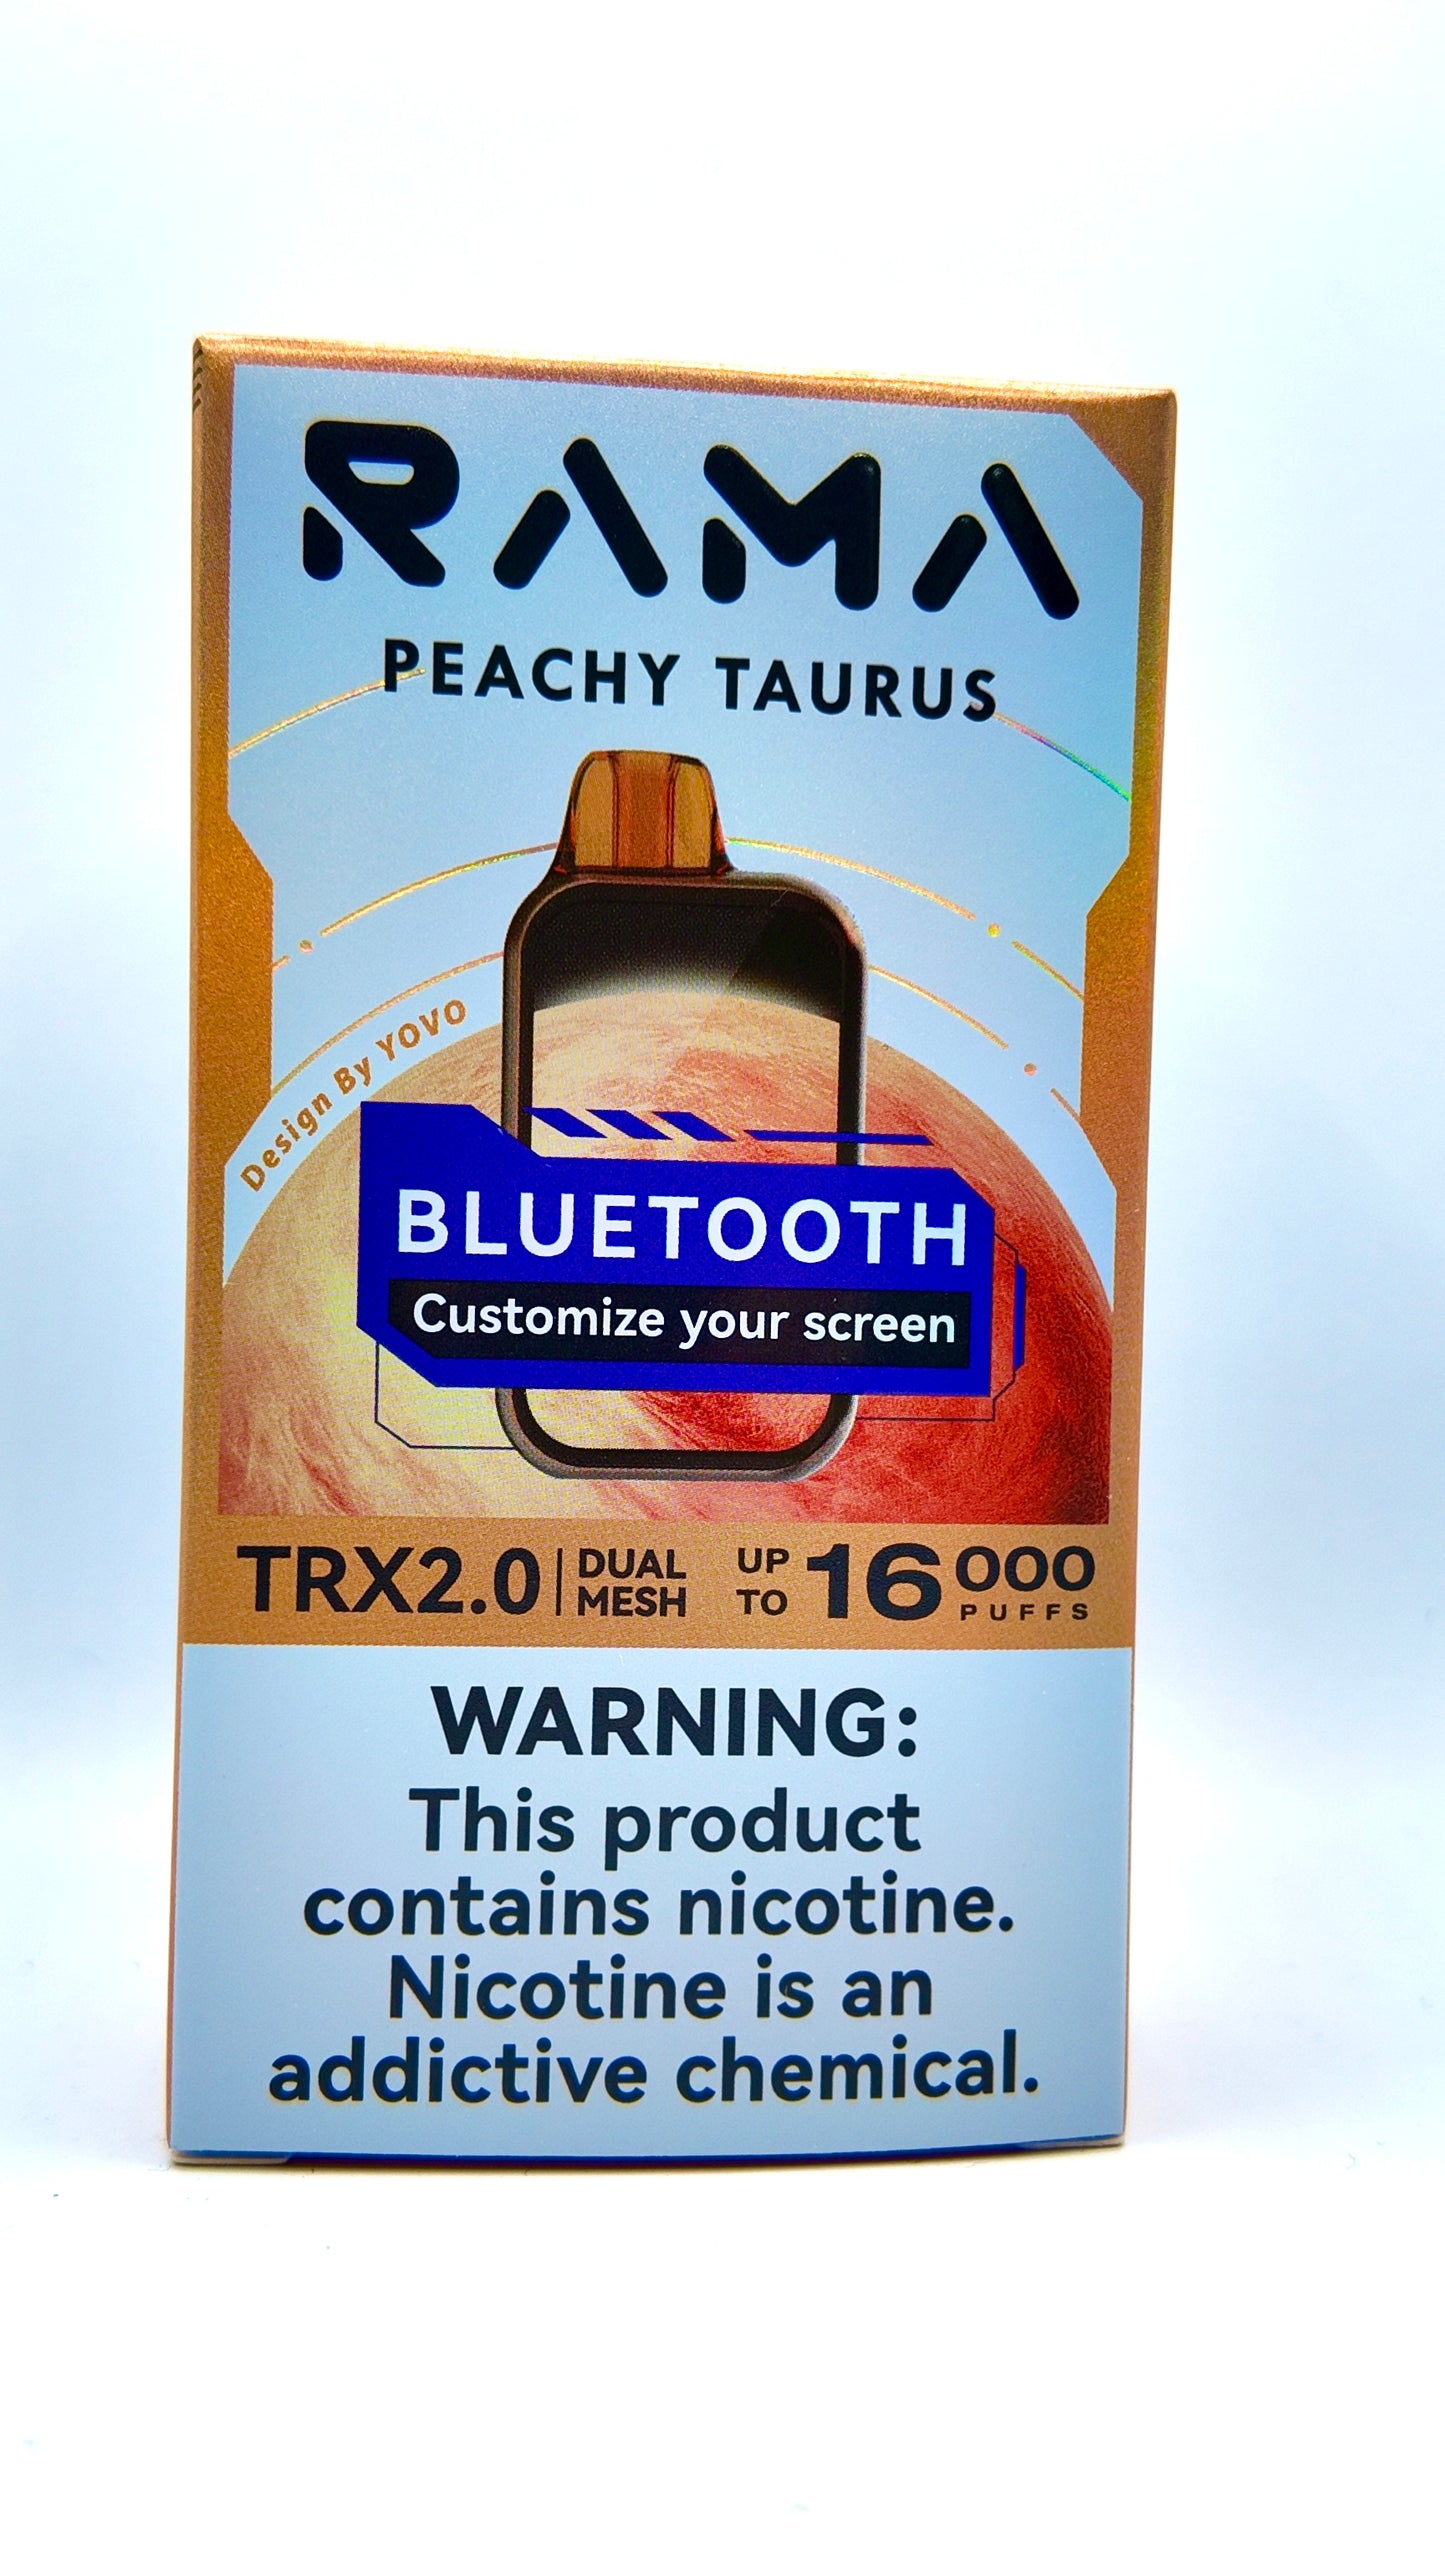 RAMA
PEACHY TAURUS
Design By YOVO
BLUETOOTH
Customize your screen
TRX2.0 | DUAL MESH UP TO 16000 PUFFS
WARNING:
This product
contains nicotine.
Nicotine is an
addictive chemical.